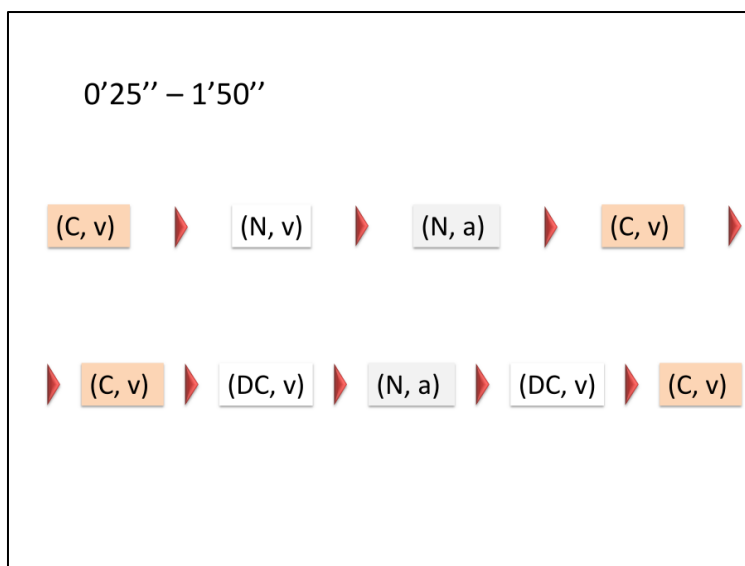 0’25’’ – 1’50’’
(C, v) (N, v) (N, a) (C, v)
(C, v) (DC, v) (N, a) (DC, v) (C, v)